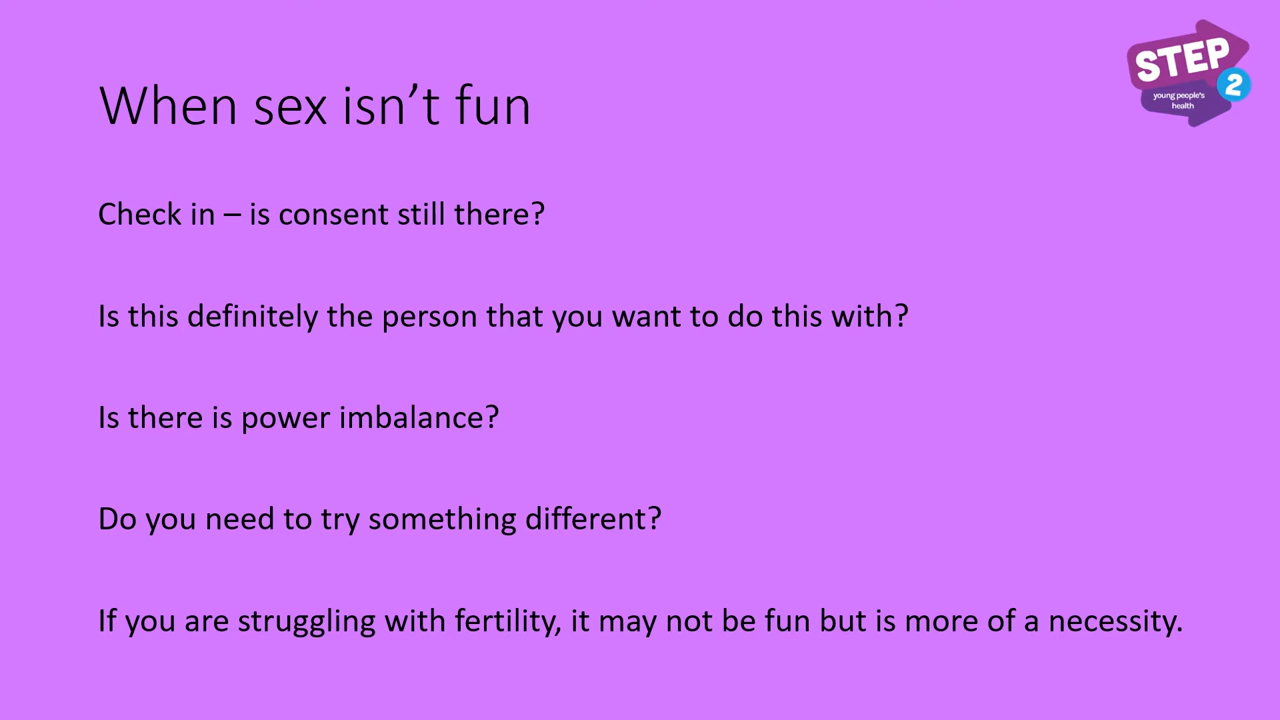 STEP
2
young people's
health
When sex isn’t fun
Check in – is consent still there?
Is this definitely the person that you want to do this with?
Is there is power imbalance?
Do you need to try something different?
If you are struggling with fertility, it may not be fun but is more of a necessity.